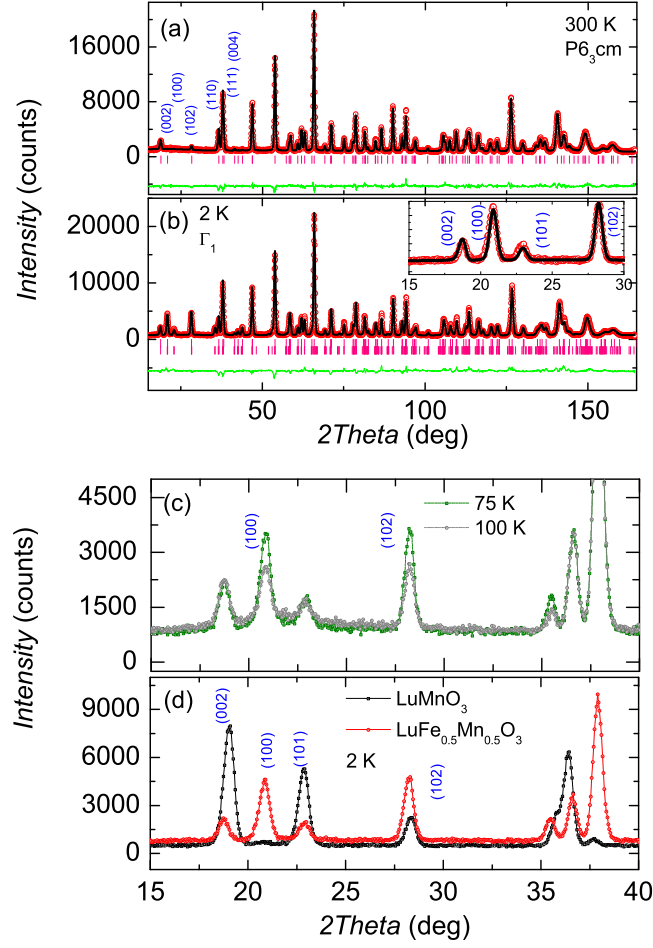 (a)
300 K
P6₃cm
(002)
(100)
(102)
(110)
(111)
(004)
20000
16000
8000
0
Intensity (counts)
(b)
2 K
Γ₁
(002)
(100)
(101)
(102)
15
20
25
30
20000
10000
0
50
100
150
2Theta (deg)
(c)
75 K
100 K
(100)
(102)
4500
3000
1500
0
Intensity (counts)
(d)
LuMnO₃
LuFe₀.₅Mn₀.₅O₃
2 K
(002)
(100)
(101)
(102)
9000
6000
3000
0
15
20
25
30
35
40
2Theta (deg)